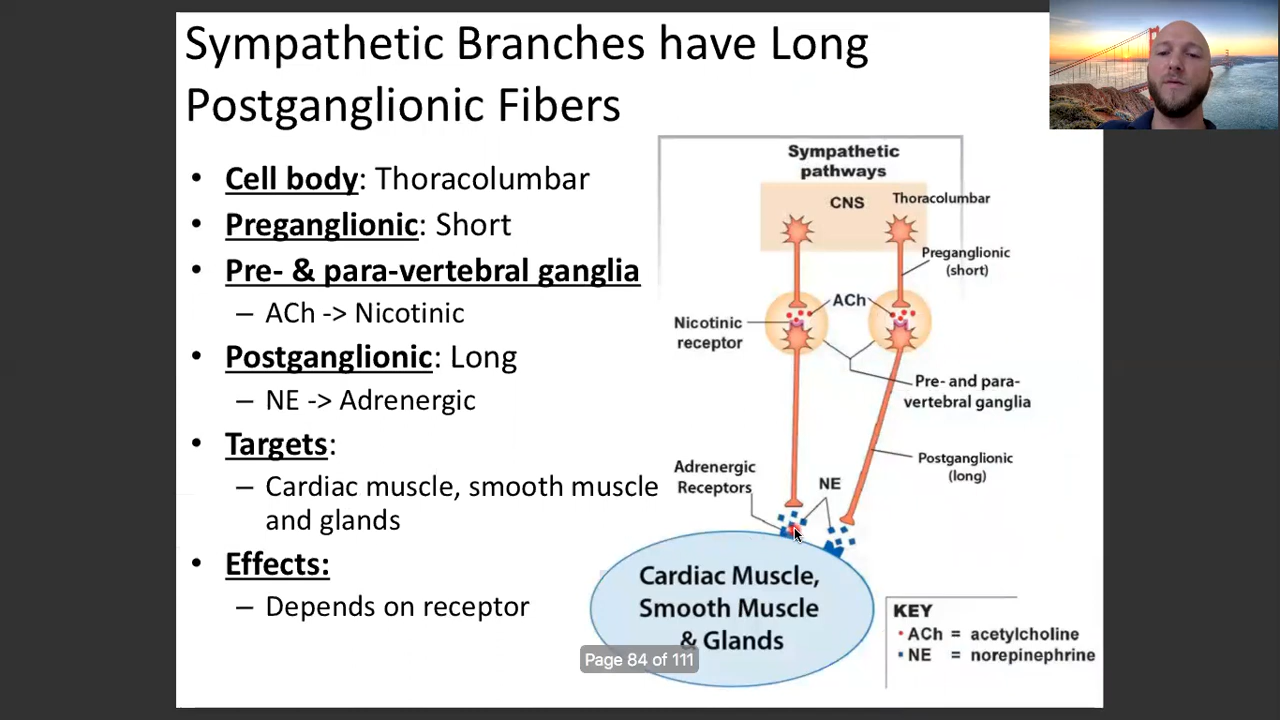 Sympathetic Branches have Long
Postganglionic Fibers
• Cell body: Thoracolumbar
• Preganglionic: Short
• Pre- & para-vertebral ganglia
– ACh -> Nicotinic
• Postganglionic: Long
– NE -> Adrenergic
• Targets:
– Cardiac muscle, smooth muscle
and glands
• Effects:
– Depends on receptor
Sympathetic
pathways
CNS
Thoracolumbar
Preganglionic
(short)
ACh
Nicotinic
receptor
Pre- and para-
vertebral ganglia
Postganglionic
(long)
Adrenergic
Receptors
NE
Cardiac Muscle,
Smooth Muscle
& Glands
KEY
• ACh = acetylcholine
▪ NE = norepinephrine
Page 84 of 111